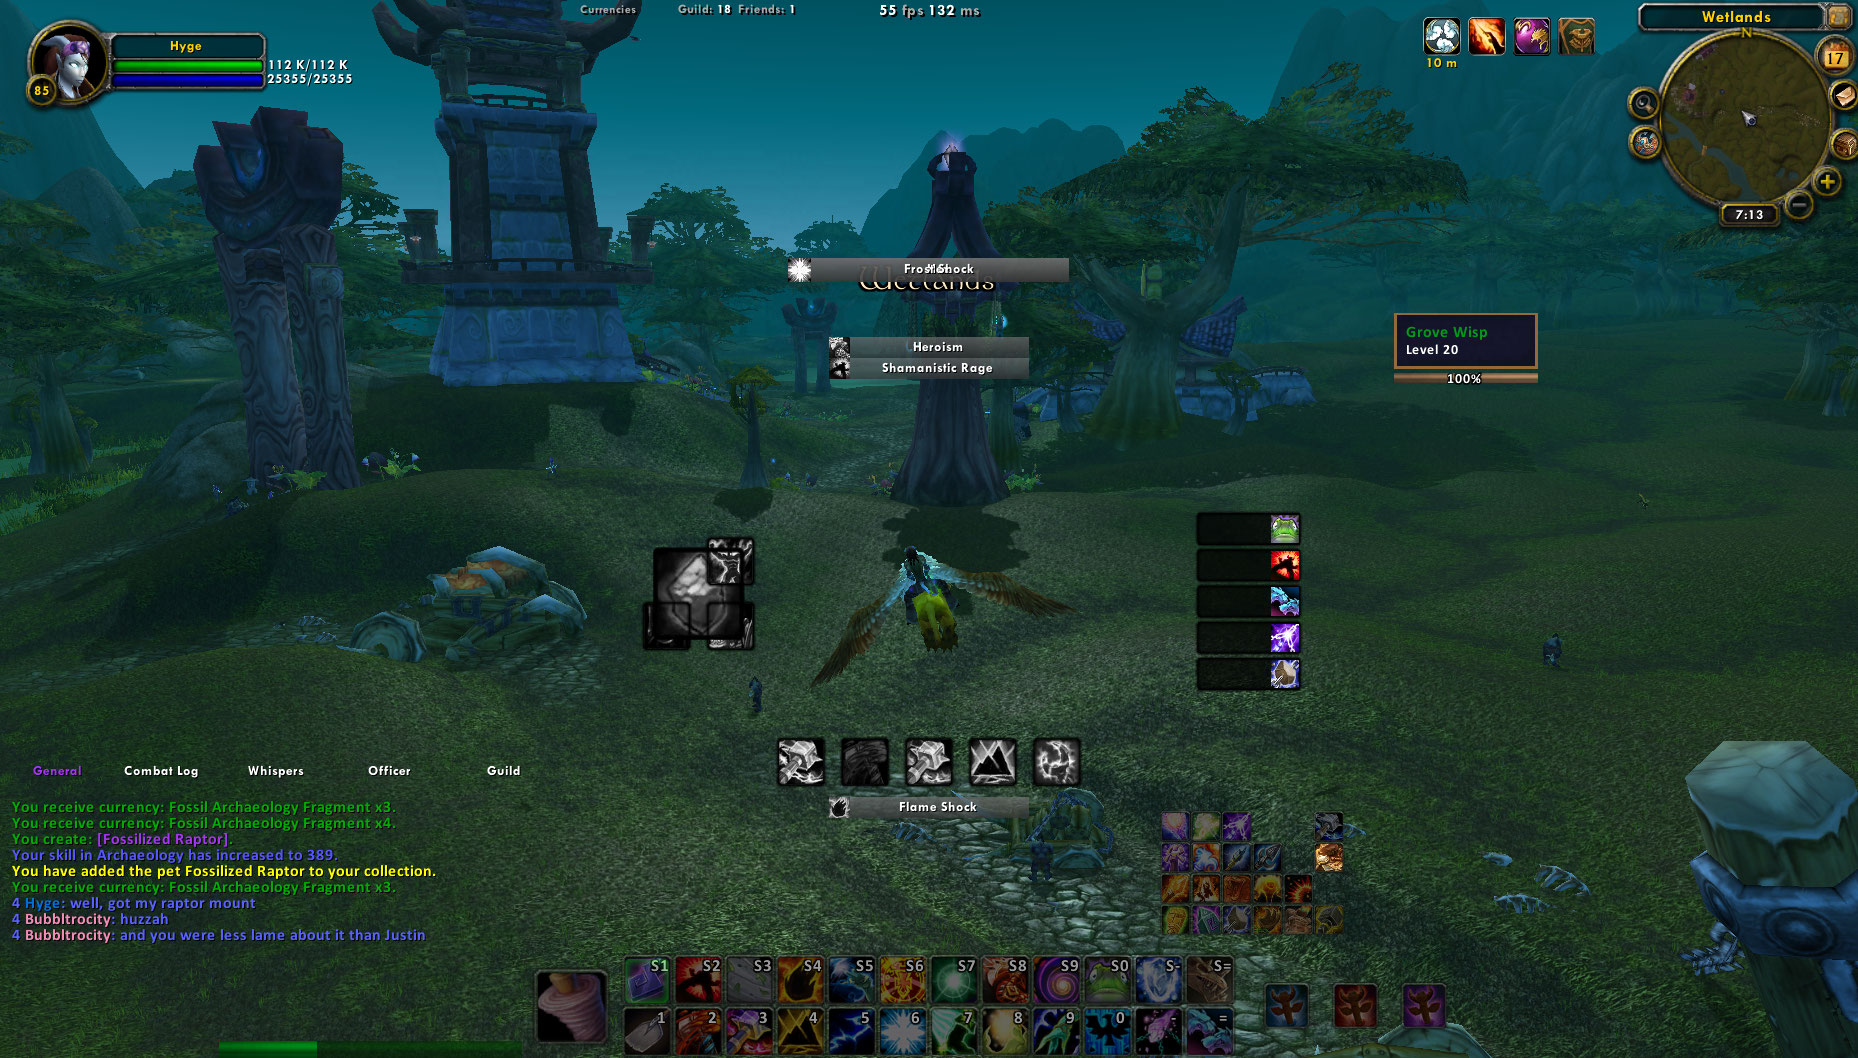 Currencies
Guild: 18 Friends: 1
55 fps 132 ms
Hyge
112 K/112 K
25355/25355
85
10 m
Wetlands
N
17
7:13
Frost Shock
Wetlands
Heroism
Shamanistic Rage
Grove Wisp
Level 20
100%
General
Combat Log
Whispers
Officer
Guild
You receive currency: Fossil Archaeology Fragment x3.
You receive currency: Fossil Archaeology Fragment x4.
You create: [Fossilized Raptor].
Your skill in Archaeology has increased to 389.
You have added the pet Fossilized Raptor to your collection.
You receive currency: Fossil Archaeology Fragment x3.
4 Hyge: well, got my raptor mount
4 Bubbltrocity: huzzah
4 Bubbltrocity: and you were less lame about it than Justin
Flame Shock
S1 S2 S3 S4 S5 S6 S7 S8 S9 S0 S- S=
1 2 3 4 5 6 7 8 9 0 - =